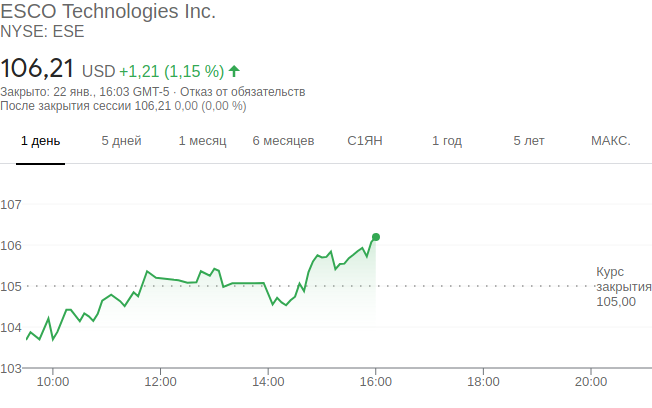 ESCO Technologies Inc.
NYSE: ESE
106,21 USD +1,21 (1,15 %)
Закрыто: 22 янв., 16:03 GMT-5 · Отказ от обязательств
После закрытия сессии 106,21 0,00 (0,00 %)
1 день 5 дней 1 месяц 6 месяцев С1ЯН 1 год 5 лет МАКС.
107
106
Курс
105 закрытия
105,00
104
103
10:00 12:00 14:00 16:00 18:00 20:00